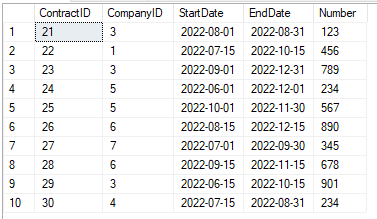 ContractID CompanyID StartDate EndDate Number
1 21 3 2022-08-01 2022-08-31 123
2 22 1 2022-07-15 2022-10-15 456
3 23 3 2022-09-01 2022-12-31 789
4 24 5 2022-06-01 2022-12-01 234
5 25 5 2022-10-01 2022-11-30 567
6 26 6 2022-08-15 2022-12-15 890
7 27 7 2022-07-01 2022-09-30 345
8 28 6 2022-09-15 2022-11-15 678
9 29 3 2022-06-15 2022-10-15 901
10 30 4 2022-07-15 2022-08-31 234